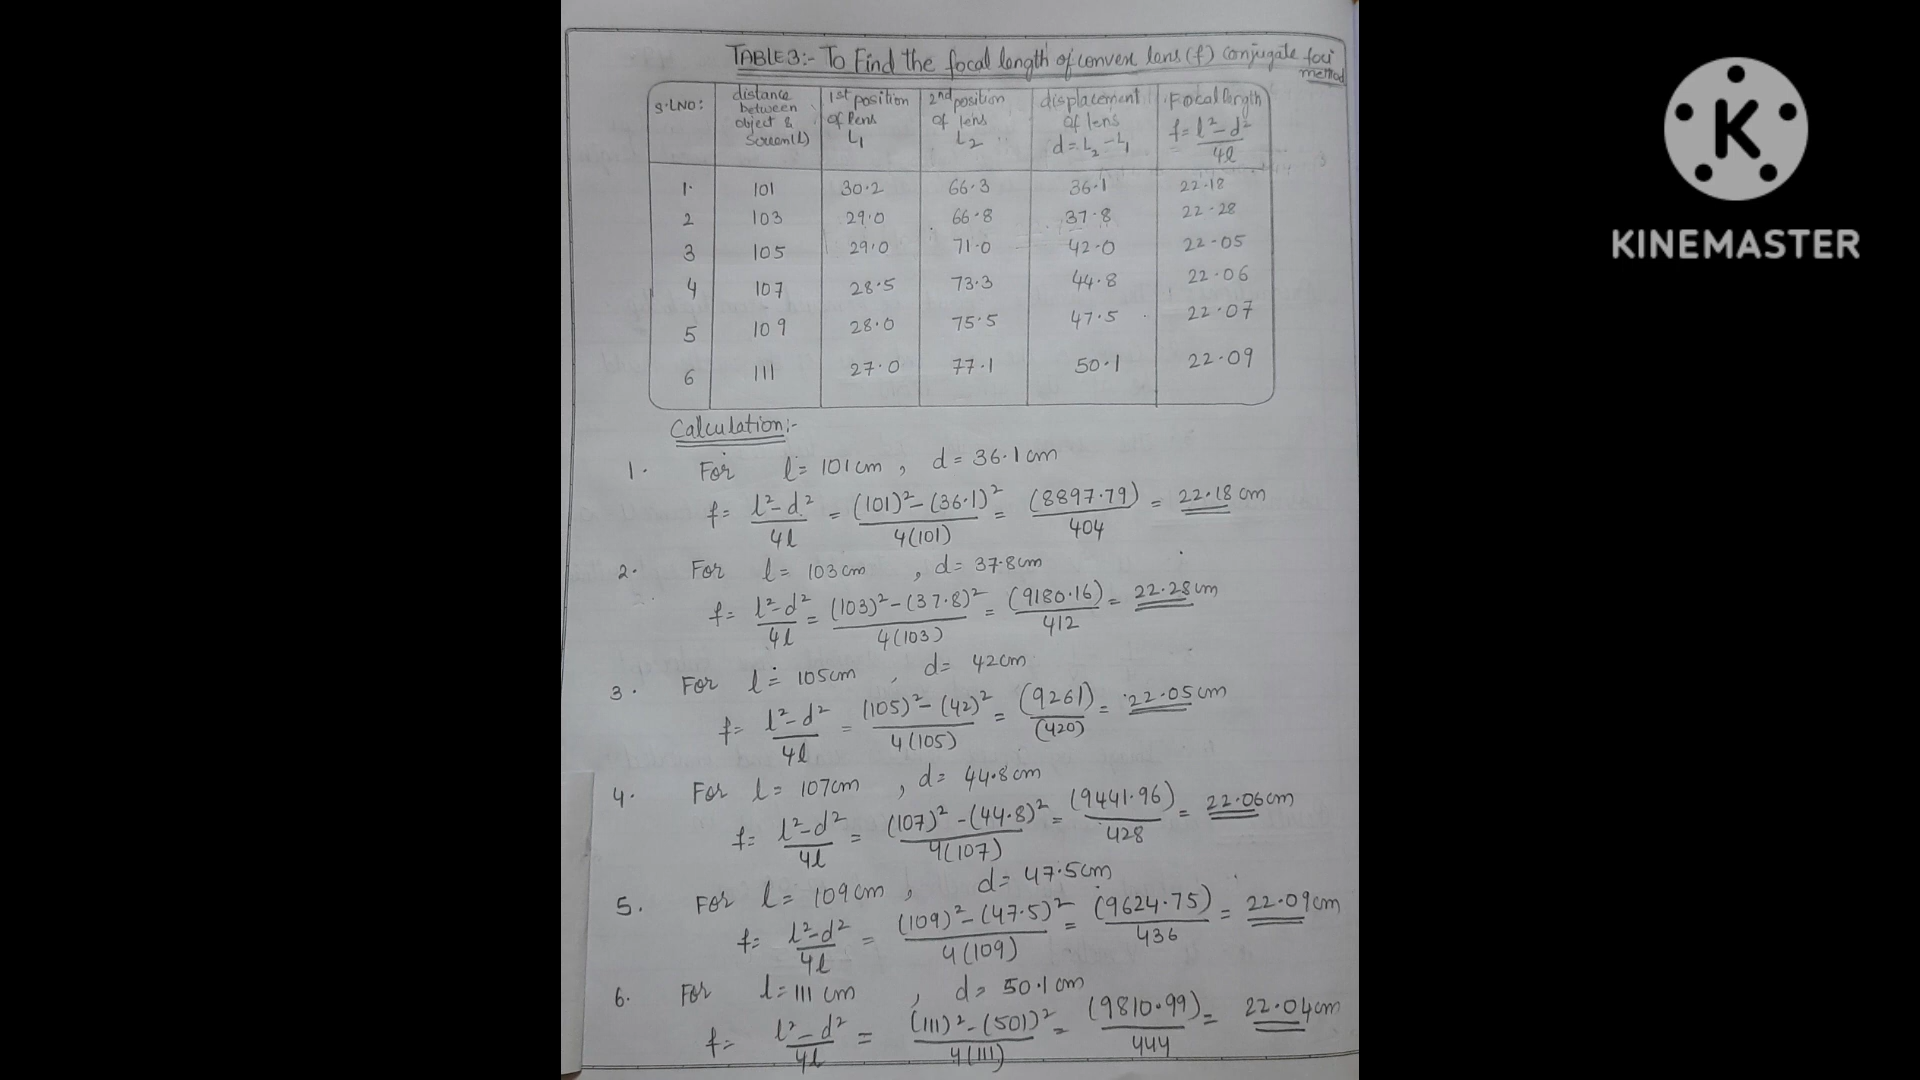 TABLE 3:- To Find the focal length of convex lens (f) conjugate foci
method
S.LNO: distance between object & Screen(l) 1st position of lens L1 2nd position of lens L2 displacement of lens d = L2 - L1 Focal length f = l² - d² / 4l
1. 101 30.2 66.3 36.1 22.18
2 103 29.0 66.8 37.8 22.28
3 105 29.0 71.0 42.0 22.05
4 107 28.5 73.3 44.8 22.06
5 109 28.0 75.5 47.5 22.07
6 111 27.0 77.1 50.1 22.09
Calculation:-
1. For l = 101 cm, d = 36.1 cm
f = l² - d² / 4l = (101)² - (36.1)² / 4(101) = (8897.79) / 404 = 22.18 cm
2. For l = 103 cm, d = 37.8 cm
f = l² - d² / 4l = (103)² - (37.8)² / 4(103) = (9180.16) / 412 = 22.28 cm
3. For l = 105 cm, d = 42 cm
f = l² - d² / 4l = (105)² - (42)² / 4(105) = (9261) / (420) = 22.05 cm
4. For l = 107 cm, d = 44.8 cm
f = l² - d² / 4l = (107)² - (44.8)² / 4(107) = (9441.96) / 428 = 22.06 cm
5. For l = 109 cm, d = 47.5 cm
f = l² - d² / 4l = (109)² - (47.5)² / 4(109) = (9624.75) / 436 = 22.09 cm
6. For l = 111 cm, d = 50.1 cm
f = l² - d² / 4l = (111)² - (501)² / 4(111) = (9810.99) / 444 = 22.04 cm
K
KINEMASTER